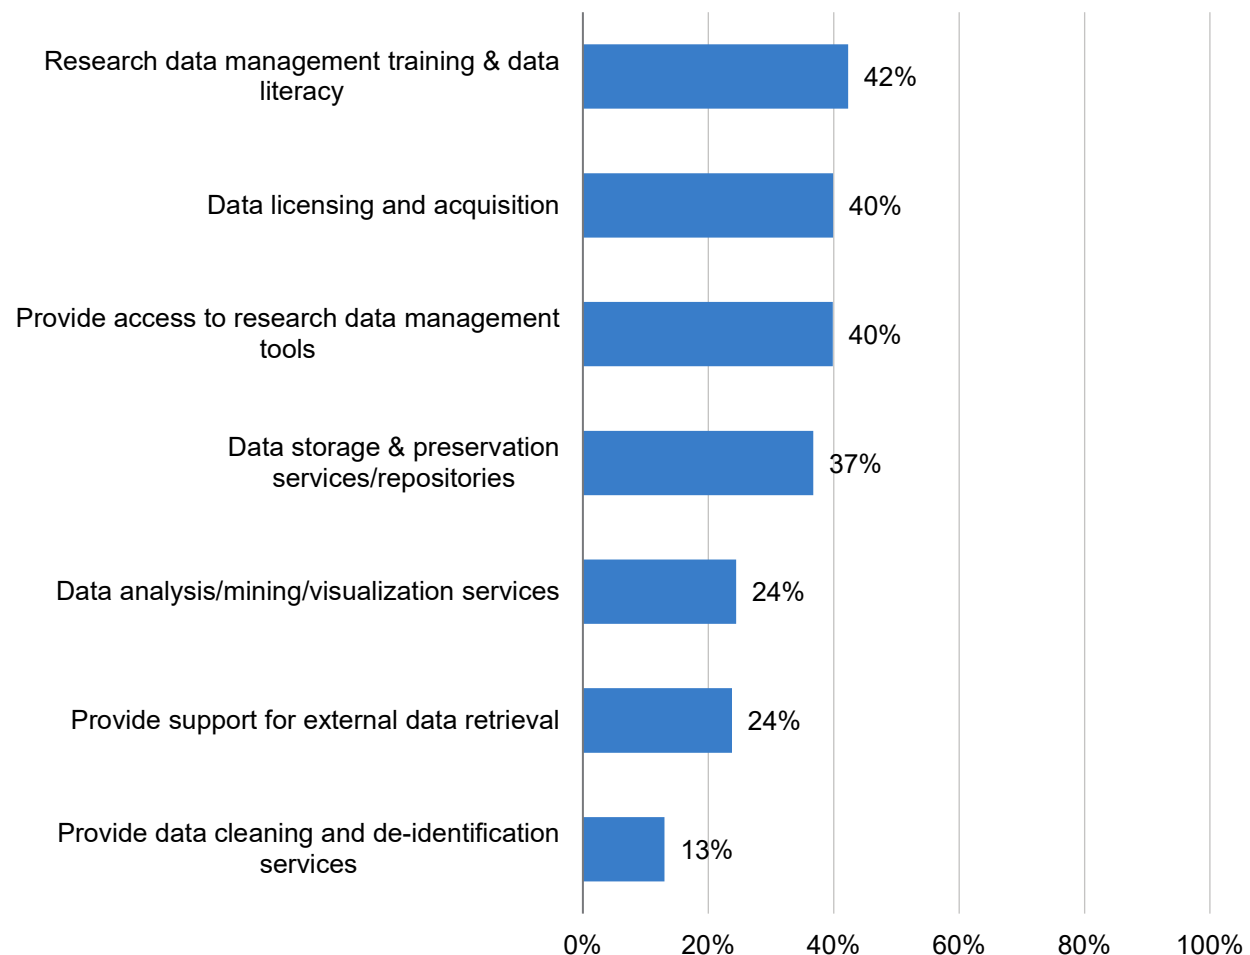 Research data management training & data
literacy
42%
Data licensing and acquisition
40%
Provide access to research data management
tools
40%
Data storage & preservation
services/repositories
37%
Data analysis/mining/visualization services
24%
Provide support for external data retrieval
24%
Provide data cleaning and de-identification
services
13%
0% 20% 40% 60% 80% 100%